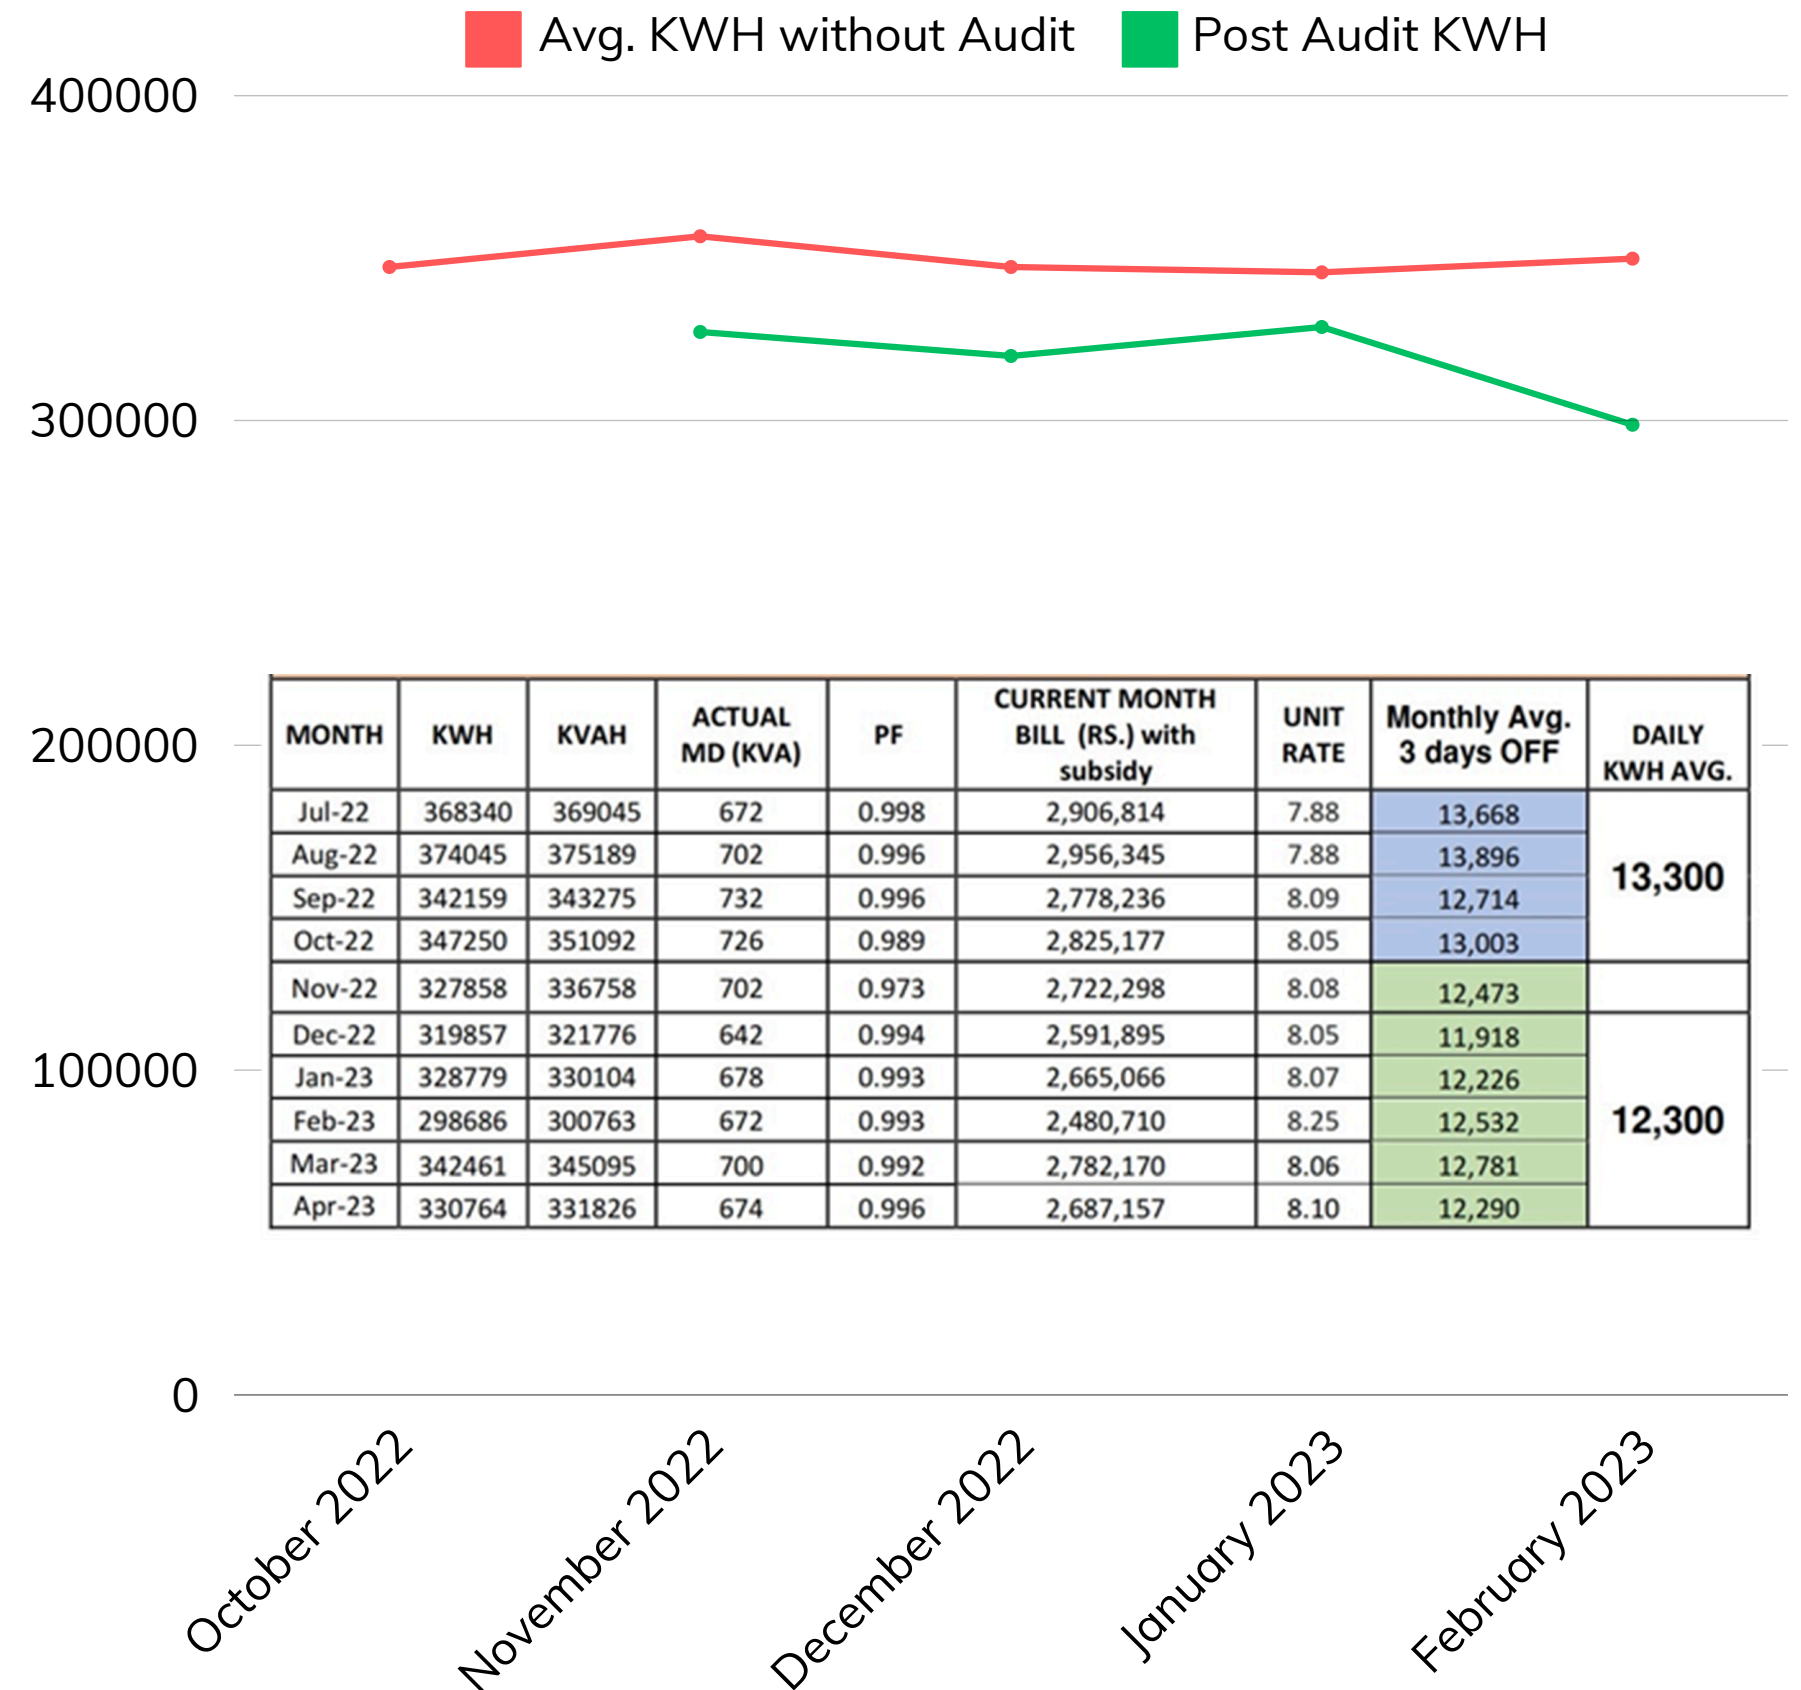 Avg. KWH without Audit Post Audit KWH
400000
300000
200000
100000
0
MONTH KWH KVAH ACTUAL MD (KVA) PF CURRENT MONTH BILL (RS.) with subsidy UNIT RATE Monthly Avg. 3 days OFF DAILY KWH AVG.
Jul-22 368340 369045 672 0.998 2,906,814 7.88 13,668
Aug-22 374045 375189 702 0.996 2,956,345 7.88 13,896
13,300
Sep-22 342159 343275 732 0.996 2,778,236 8.09 12,714
Oct-22 347250 351092 726 0.989 2,825,177 8.05 13,003
Nov-22 327858 336758 702 0.973 2,722,298 8.08 12,473
Dec-22 319857 321776 642 0.994 2,591,895 8.05 11,918
Jan-23 328779 330104 678 0.993 2,665,066 8.07 12,226
Feb-23 298686 300763 672 0.993 2,480,710 8.25 12,532
12,300
Mar-23 342461 345095 700 0.992 2,782,170 8.06 12,781
Apr-23 330764 331826 674 0.996 2,687,157 8.10 12,290
October 2022
November 2022
December 2022
January 2023
February 2023